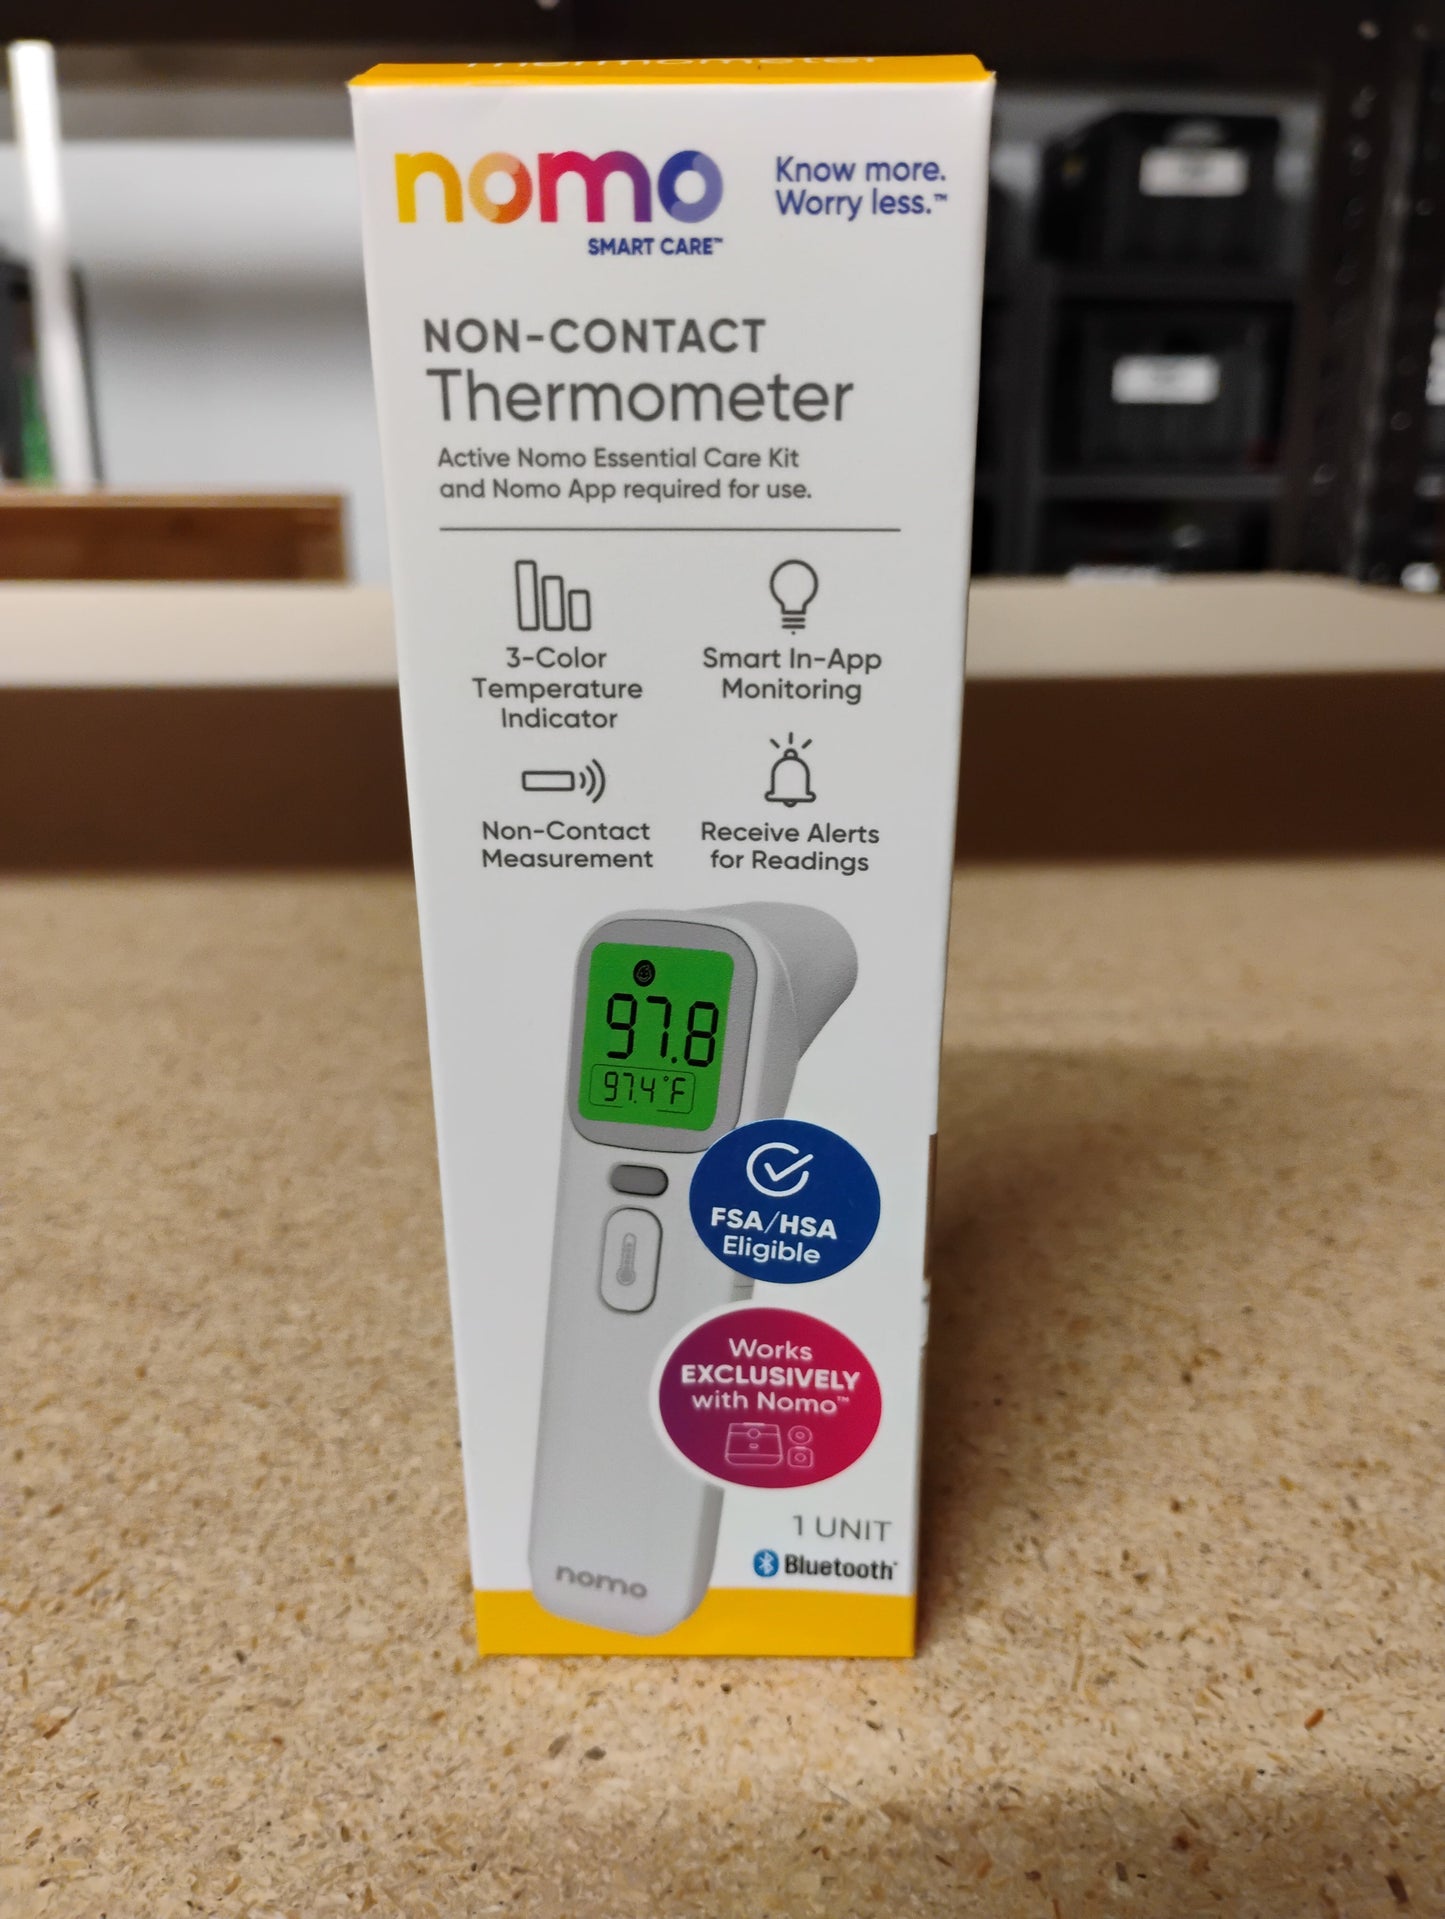 Thermometer
nomo
SMART CARE™
Know more.
Worry less.™
NON-CONTACT
Thermometer
Active Nomo Essential Care Kit
and Nomo App required for use.
3-Color
Temperature
Indicator
Smart In-App
Monitoring
Non-Contact
Measurement
Receive Alerts
for Readings
97.8
97.4°F
FSA/HSA
Eligible
Works
EXCLUSIVELY
with Nomo™
1 UNIT
Bluetooth®
nomo